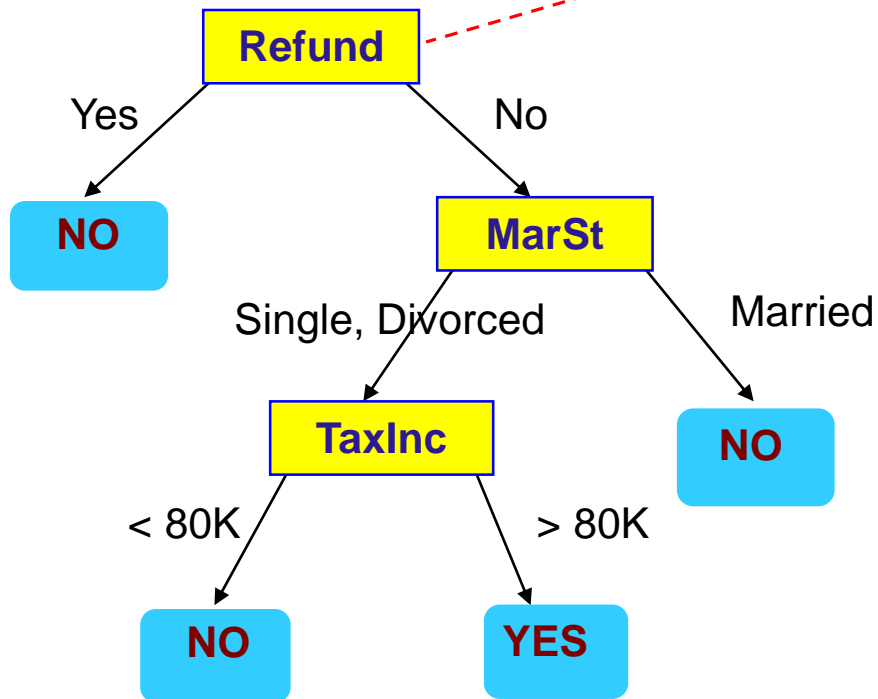 Refund
Yes
No
NO
MarSt
Single, Divorced
Married
TaxInc
NO
< 80K
> 80K
NO
YES